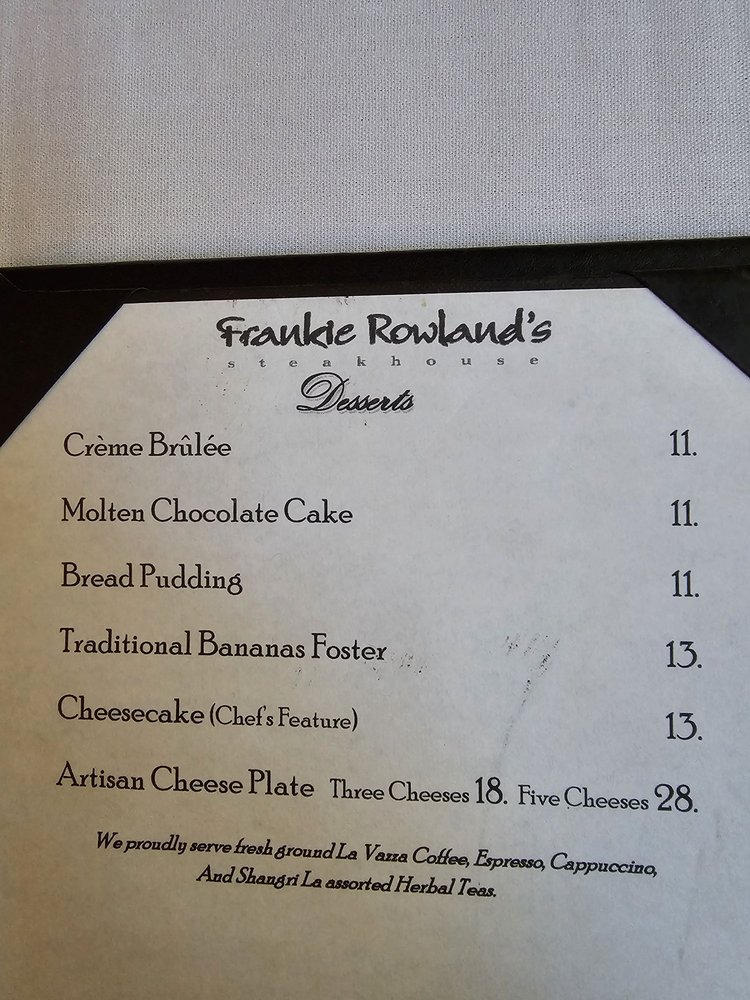 Frankie Rowland's
steakhouse
Desserts
Crème Brûlée 11.
Molten Chocolate Cake 11.
Bread Pudding 11.
Traditional Bananas Foster 13.
Cheesecake (Chef's Feature) 13.
Artisan Cheese Plate Three Cheeses 18. Five Cheeses 28.
We proudly serve fresh ground La Vazza Coffee, Espresso, Cappuccino,
And Shangri La assorted Herbal Teas.